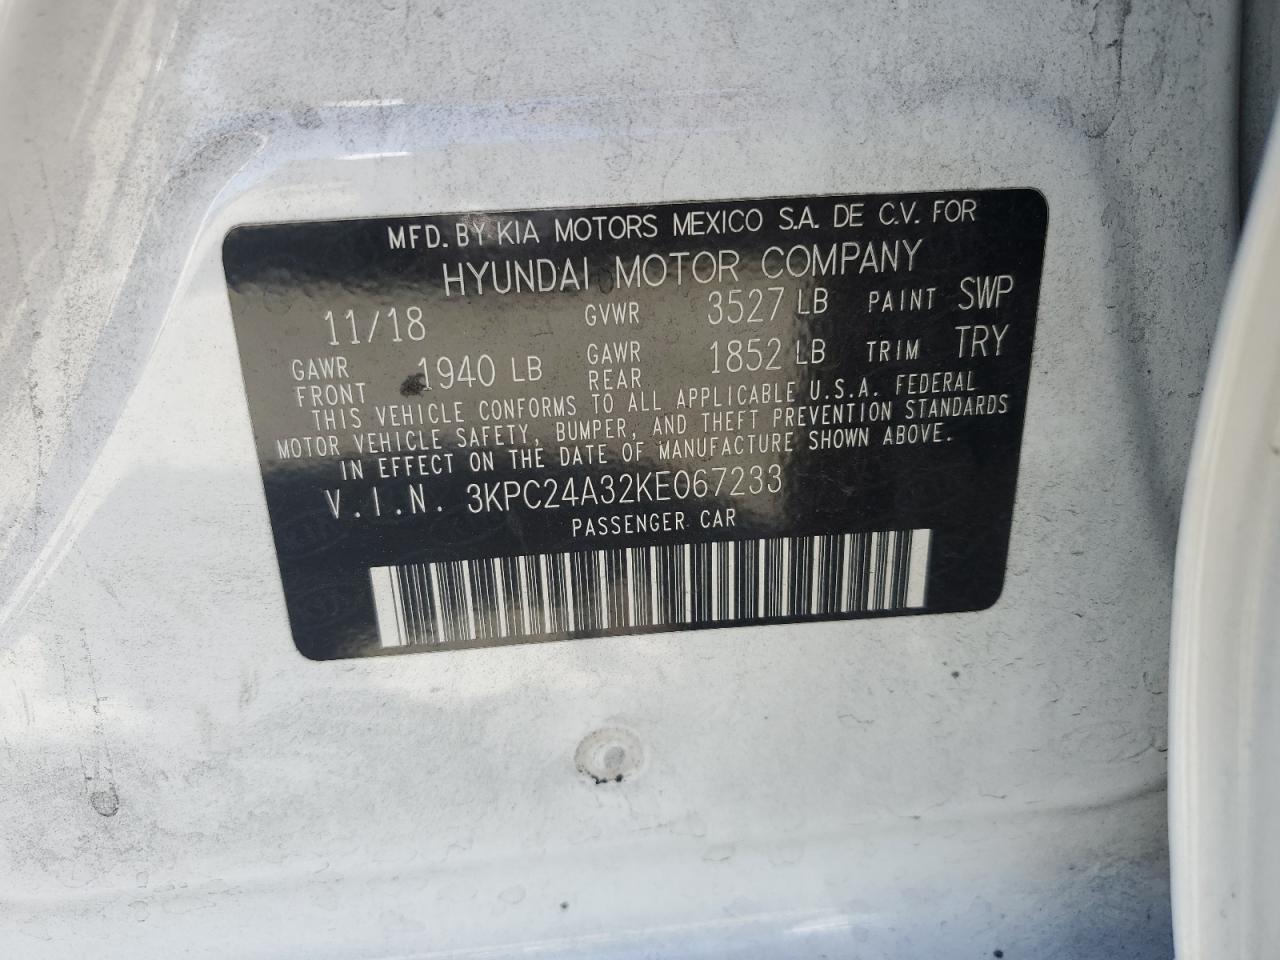 MFD. BY KIA MOTORS MEXICO S.A. DE C.V. FOR
HYUNDAI MOTOR COMPANY
11/18 GVWR 3527 LB PAINT SWP
GAWR FRONT 1940 LB GAWR REAR 1852 LB TRIM TRY
THIS VEHICLE CONFORMS TO ALL APPLICABLE U.S.A. FEDERAL
MOTOR VEHICLE SAFETY, BUMPER, AND THEFT PREVENTION STANDARDS
IN EFFECT ON THE DATE OF MANUFACTURE SHOWN ABOVE.
V.I.N. 3KPC24A32KE067233
PASSENGER CAR